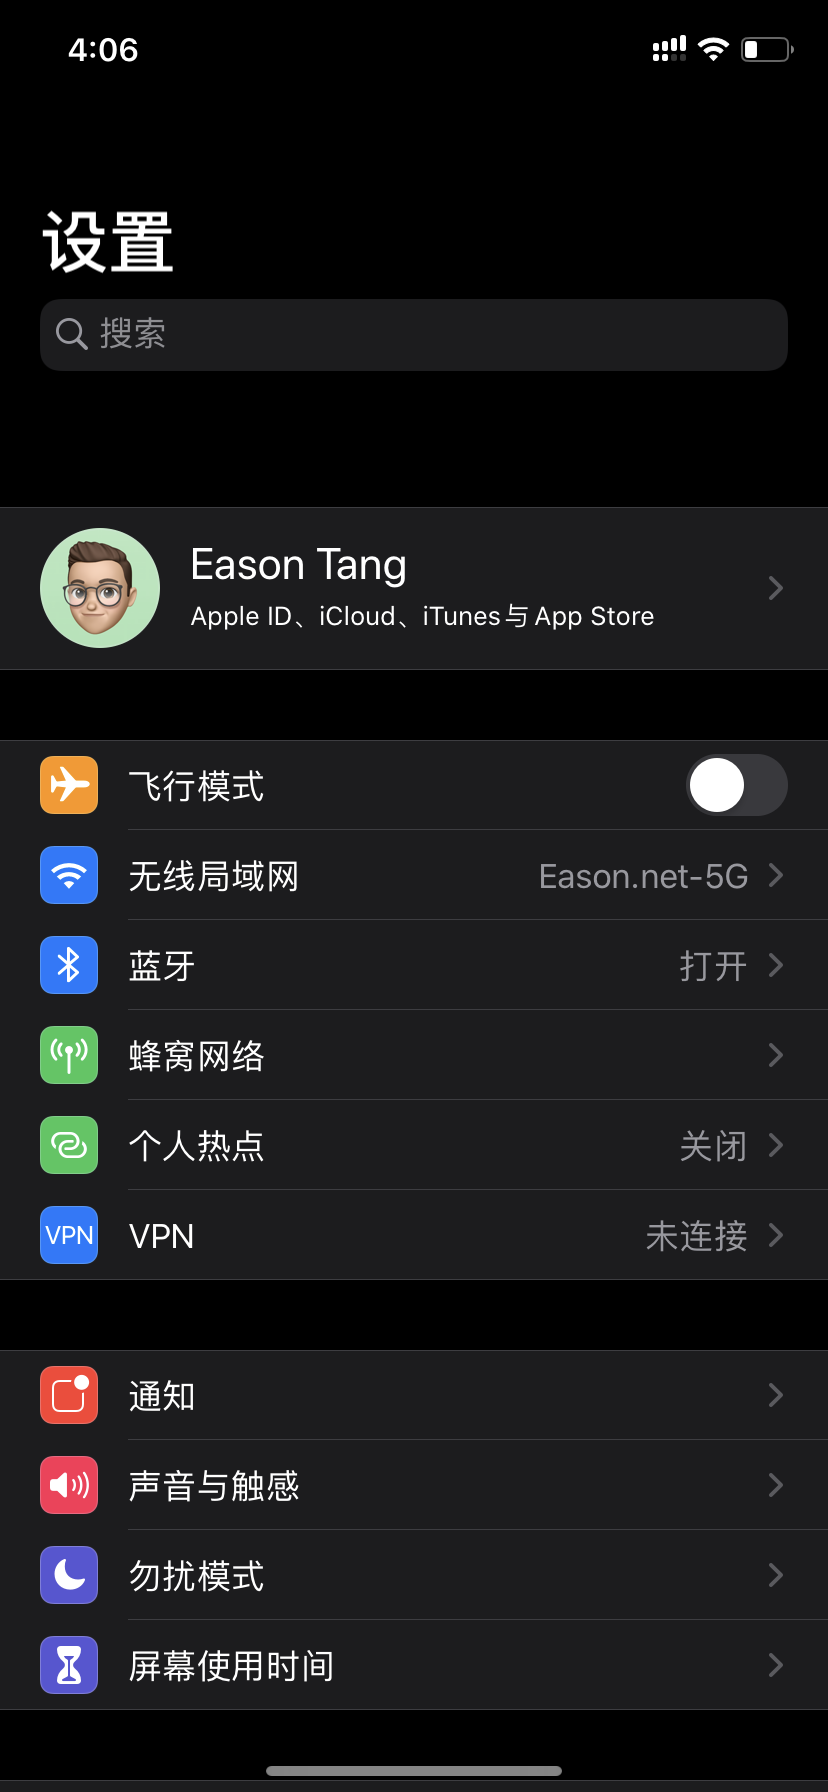 4:06
设置
搜索
Eason Tang
Apple ID、iCloud、iTunes与App Store
飞行模式
无线局域网 Eason.net-5G
蓝牙 打开
蜂窝网络
个人热点 关闭
VPN VPN 未连接
通知
声音与触感
勿扰模式
屏幕使用时间